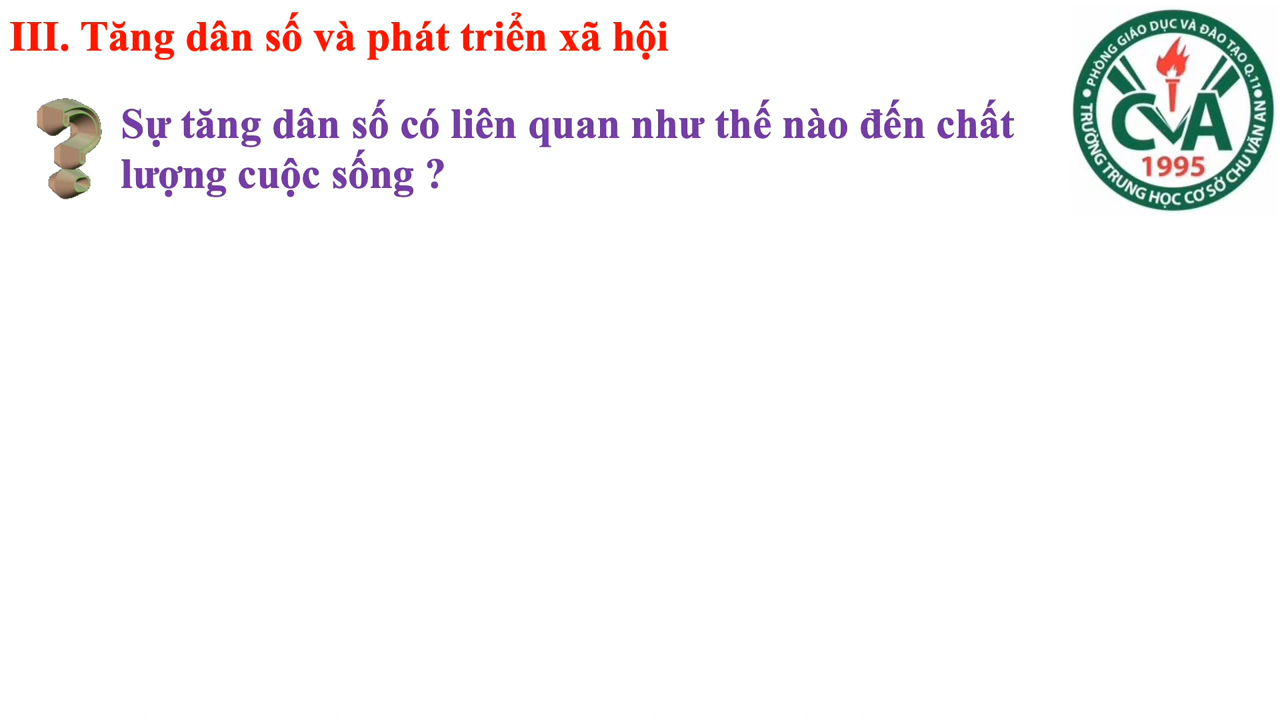 III. Tăng dân số và phát triển xã hội
Sự tăng dân số có liên quan như thế nào đến chất
lượng cuộc sống ?
PHÒNG GIÁO DỤC VÀ ĐÀO TẠO Q.11
CVA
1995
TRƯỜNG TRUNG HỌC CƠ SỞ CHU VĂN AN